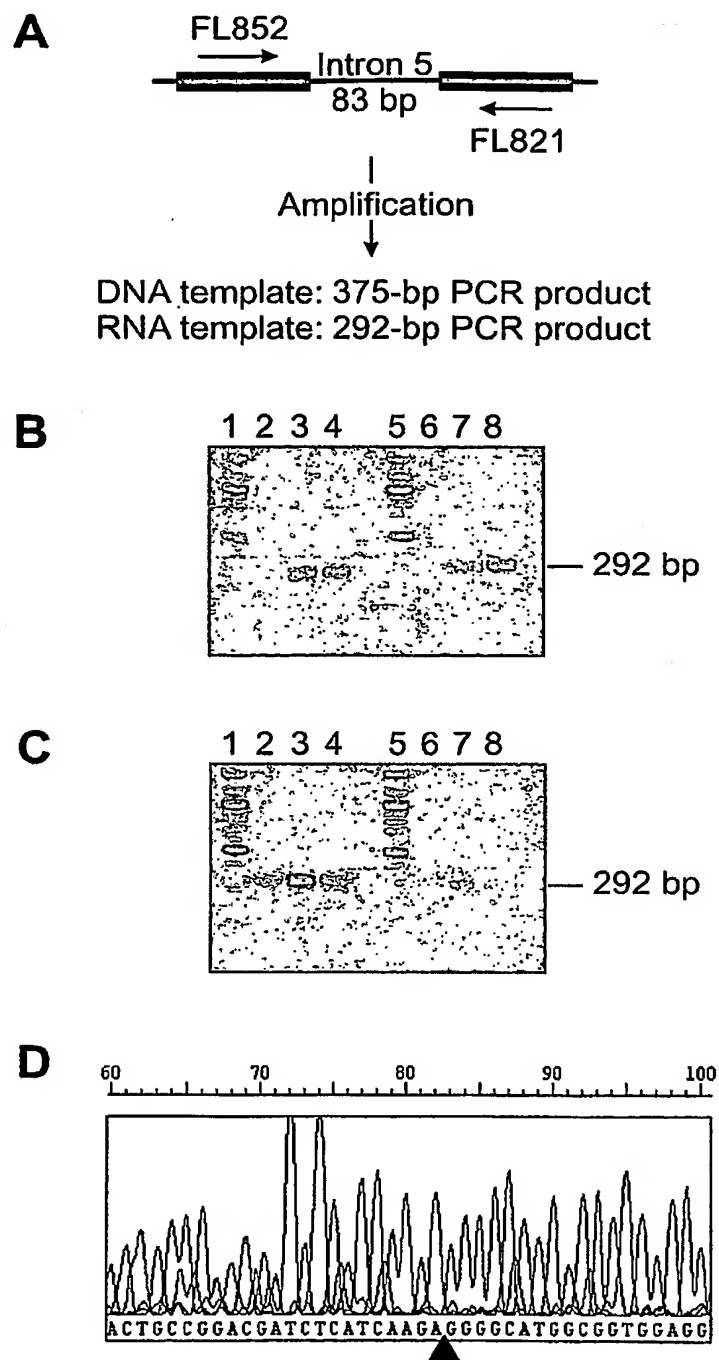 A
FL852
Intron 5
83 bp
FL821
Amplification
DNA template: 375-bp PCR product
RNA template: 292-bp PCR product
B
1 2 3 4 5 6 7 8
292 bp
C
1 2 3 4 5 6 7 8
292 bp
D
60 70 80 90 100
ACTGCCGGACGATCTCATCAAGAGGGGCATGGCGGTGGAGG